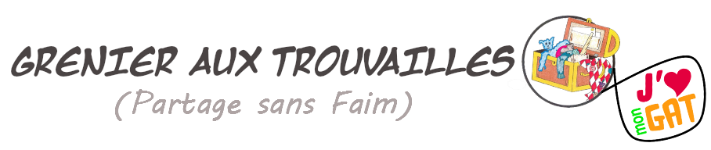 GRENIER AUX TROUVAILLES
(Partage sans Faim)
J'♥
mon GAT